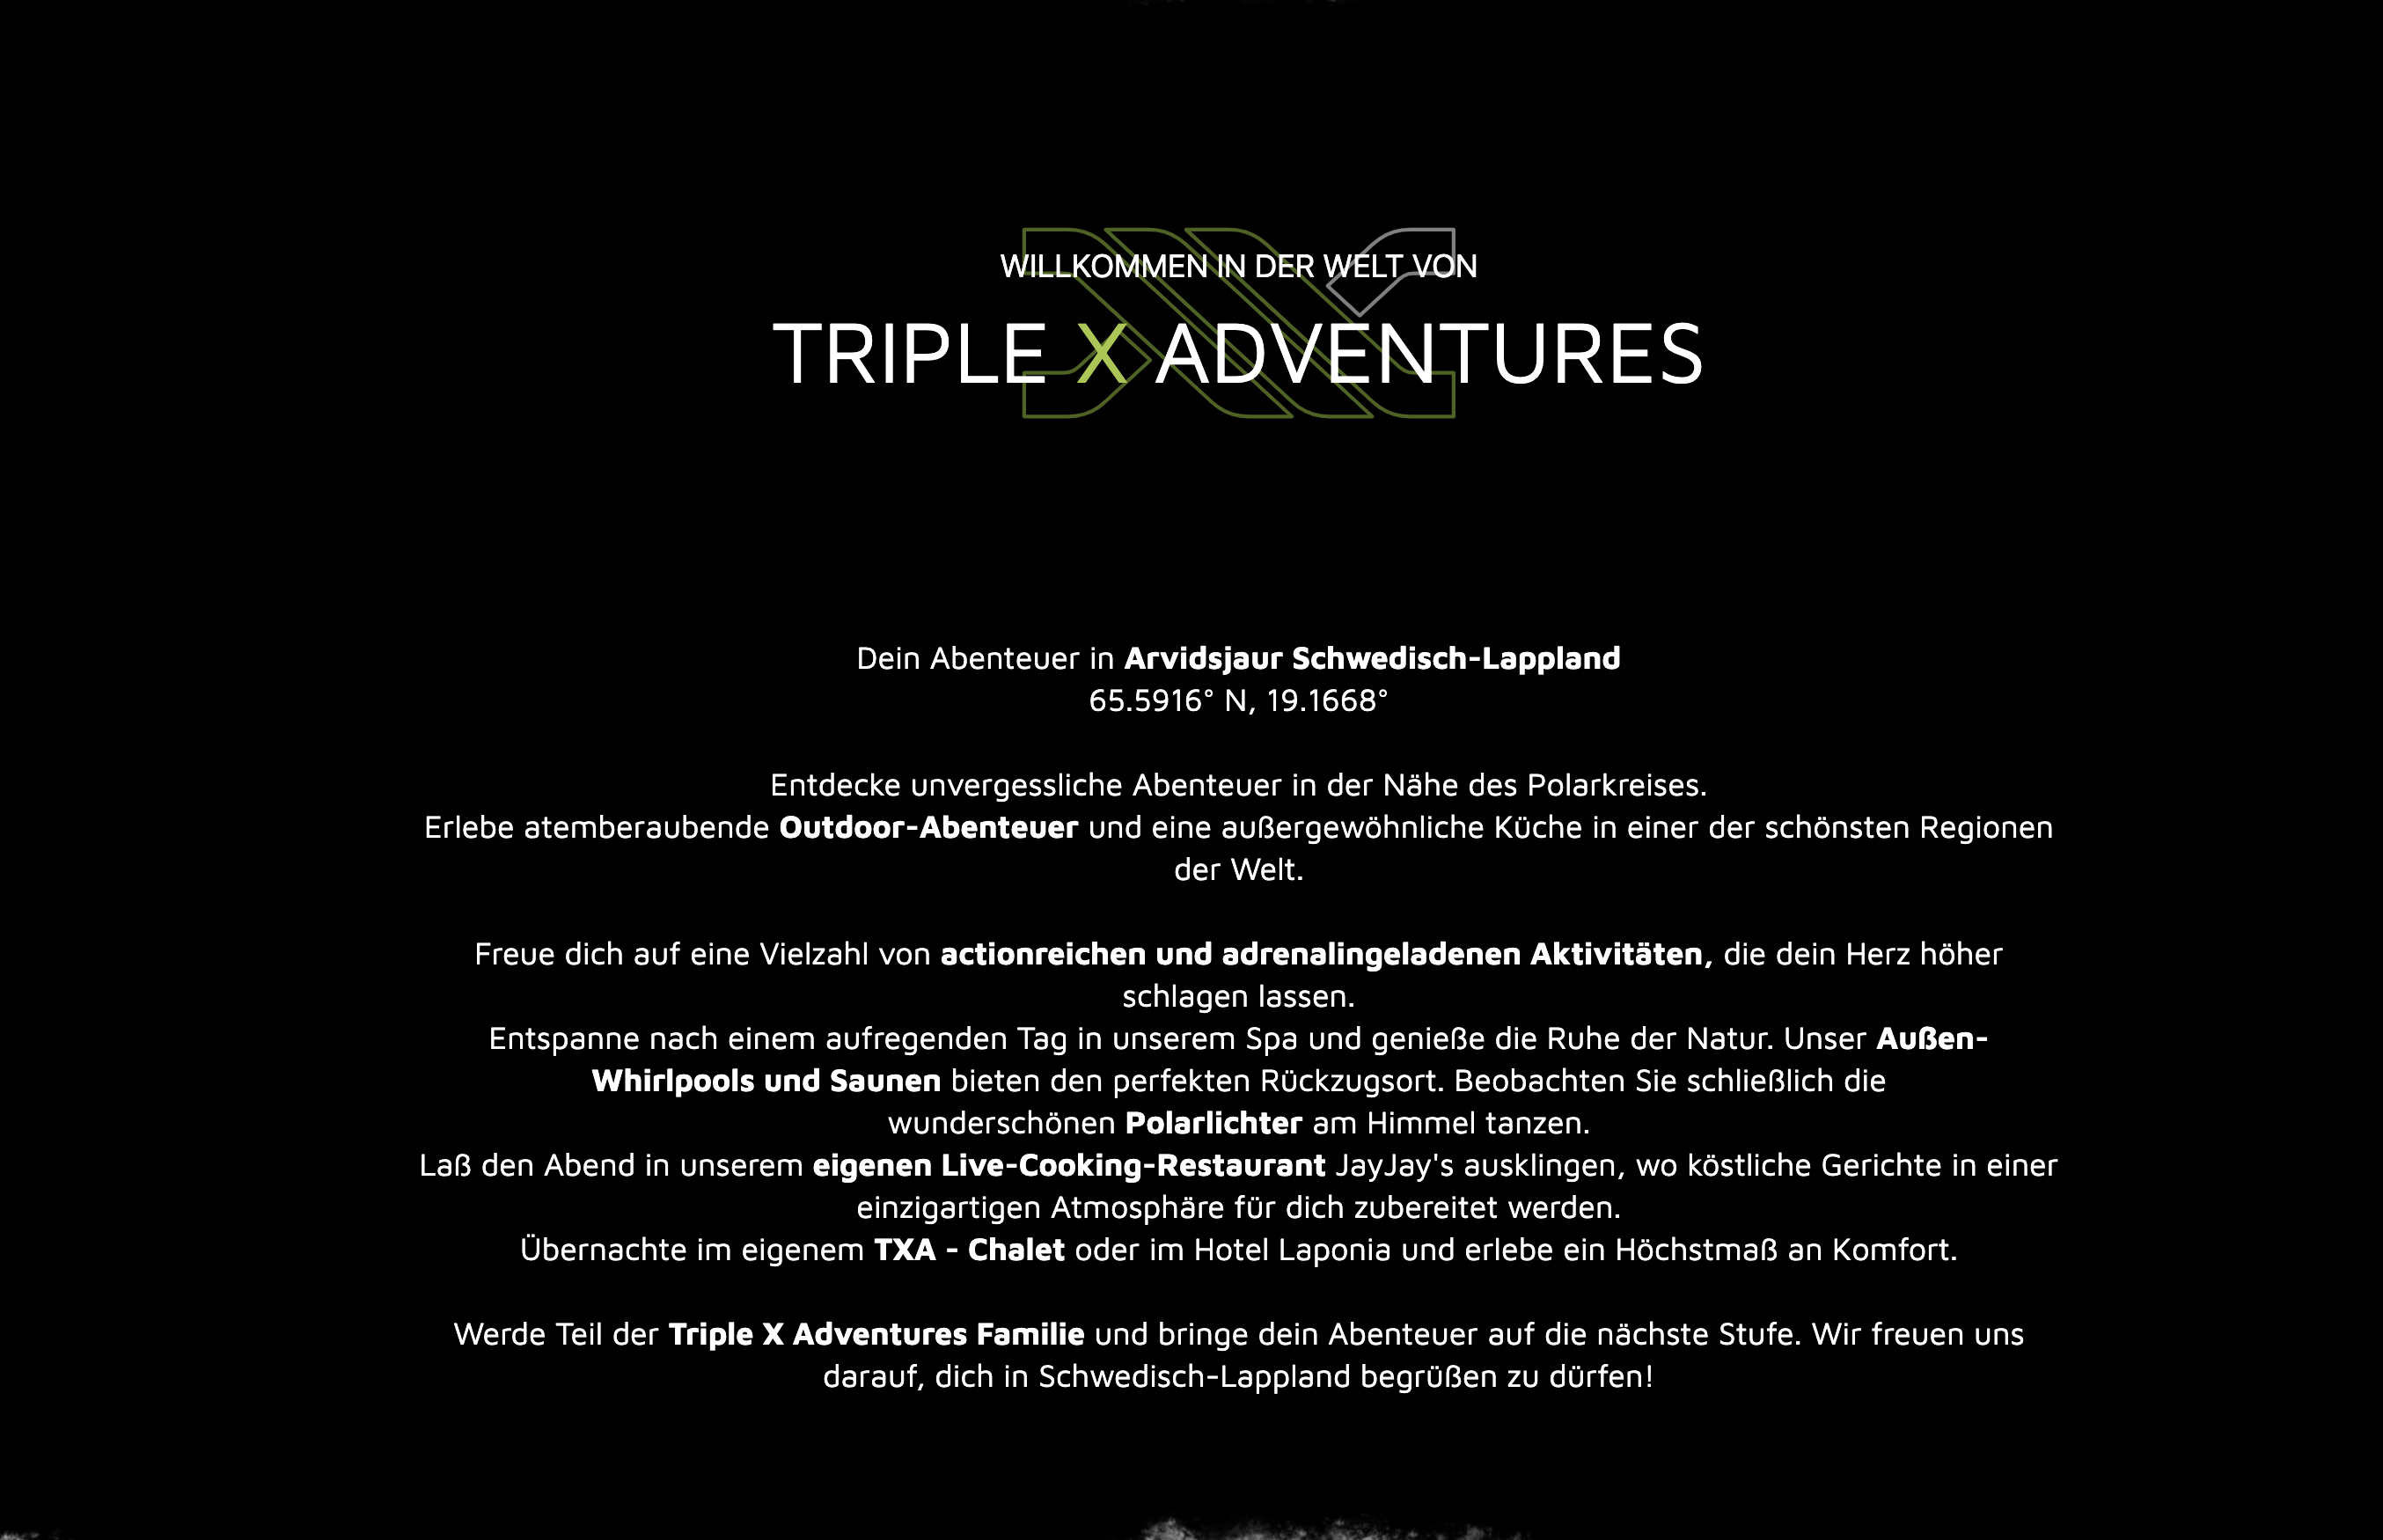 WILLKOMMEN IN DER WELT VON
TRIPLE X ADVENTURES
Dein Abenteuer in Arvidsjaur Schwedisch-Lappland
65.5916° N, 19.1668°
Entdecke unvergessliche Abenteuer in der Nähe des Polarkreises.
Erlebe atemberaubende Outdoor-Abenteuer und eine außergewöhnliche Küche in einer der schönsten Regionen
der Welt.
Freue dich auf eine Vielzahl von actionreichen und adrenalingeladenen Aktivitäten, die dein Herz höher
schlagen lassen.
Entspanne nach einem aufregenden Tag in unserem Spa und genieße die Ruhe der Natur. Unser Außen-
Whirlpools und Saunen bieten den perfekten Rückzugsort. Beobachten Sie schließlich die
wunderschönen Polarlichter am Himmel tanzen.
Laß den Abend in unserem eigenen Live-Cooking-Restaurant JayJay's ausklingen, wo köstliche Gerichte in einer
einzigartigen Atmosphäre für dich zubereitet werden.
Übernachte im eigenem TXA - Chalet oder im Hotel Laponia und erlebe ein Höchstmaß an Komfort.
Werde Teil der Triple X Adventures Familie und bringe dein Abenteuer auf die nächste Stufe. Wir freuen uns
darauf, dich in Schwedisch-Lappland begrüßen zu dürfen!